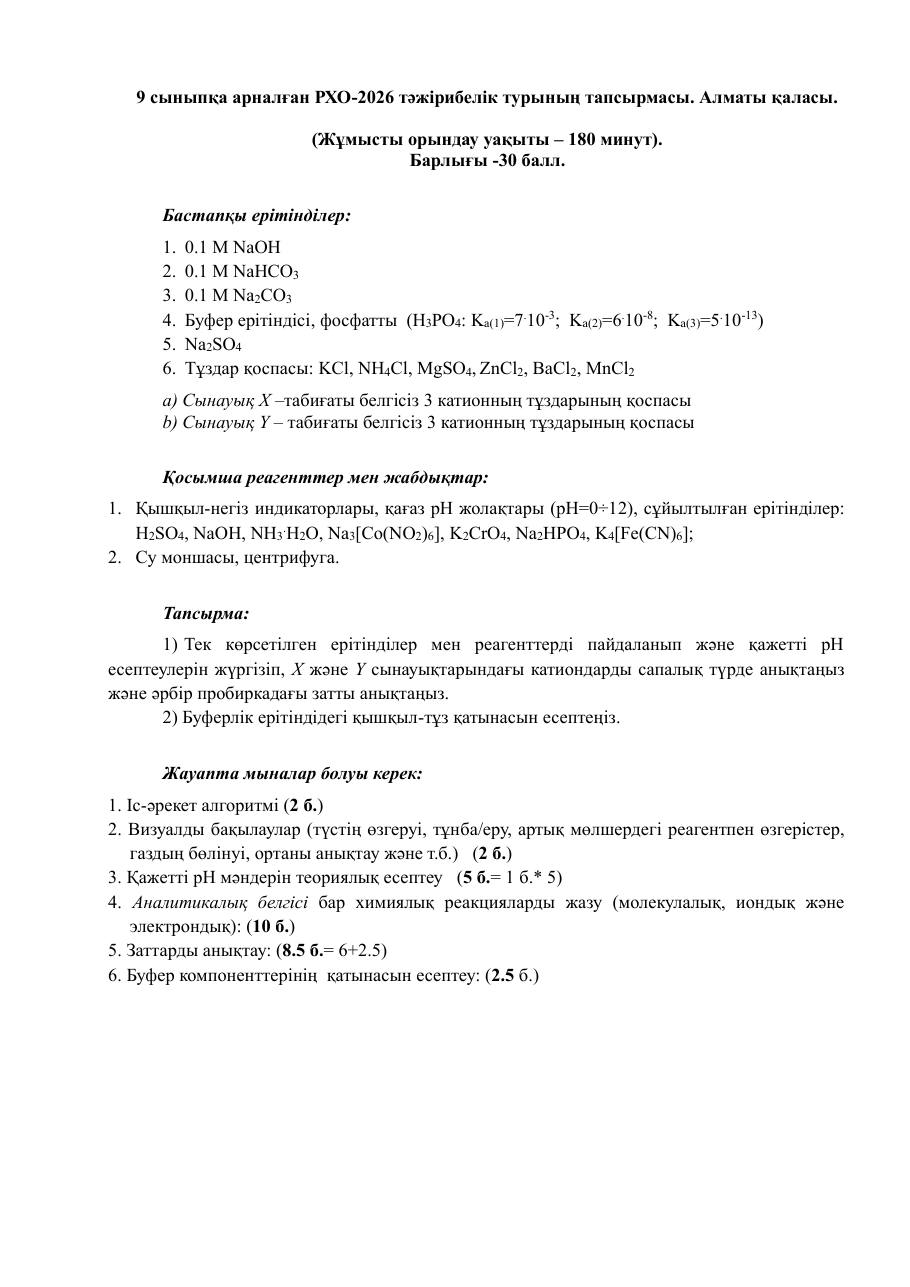 9 сыныпқа арналған РХО-2026 тәжірибелік турының тапсырмасы. Алматы қаласы.
(Жұмысты орындау уақыты – 180 минут).
Барлығы -30 балл.
Бастапқы ерітінділер:
1. 0.1 M NaOH
2. 0.1 M NaHCO₃
3. 0.1 M Na₂CO₃
4. Буфер ерітіндісі, фосфатты (H₃PO₄: Kₐ₍₁₎=7·10⁻³; Kₐ₍₂₎=6·10⁻⁸; Kₐ₍₃₎=5·10⁻¹³)
5. Na₂SO₄
6. Тұздар қоспасы: KCl, NH₄Cl, MgSO₄, ZnCl₂, BaCl₂, MnCl₂
a) Сынауық X –табиғаты белгісіз 3 катионның тұздарының қоспасы
b) Сынауық Y – табиғаты белгісіз 3 катионның тұздарының қоспасы
Қосымша реагенттер мен жабдықтар:
1. Қышқыл-негіз индикаторлары, қағаз pH жолақтары (pH=0÷12), сұйылтылған ерітінділер:
H₂SO₄, NaOH, NH₃·H₂O, Na₃[Co(NO₂)₆], K₂CrO₄, Na₂HPO₄, K₄[Fe(CN)₆];
2. Су моншасы, центрифуга.
Тапсырма:
1) Тек көрсетілген ерітінділер мен реагенттерді пайдаланып және қажетті pH
есептеулерін жүргізіп, X және Y сынауықтарындағы катиондарды сапалық түрде анықтаңыз
және әрбір пробиркадағы затты анықтаңыз.
2) Буферлік ерітіндідегі қышқыл-тұз қатынасын есептеңіз.
Жауапта мыналар болуы керек:
1. Іс-әрекет алгоритмі (2 б.)
2. Визуалды бақылаулар (түстің өзгеруі, тұнба/еру, артық мөлшердегі реагентпен өзгерістер,
газдың бөлінуі, ортаны анықтау және т.б.) (2 б.)
3. Қажетті pH мәндерін теориялық есептеу (5 б.= 1 б.* 5)
4. Аналитикалық белгісі бар химиялық реакцияларды жазу (молекулалық, иондық және
электрондық): (10 б.)
5. Заттарды анықтау: (8.5 б.= 6+2.5)
6. Буфер компоненттерінің қатынасын есептеу: (2.5 б.)